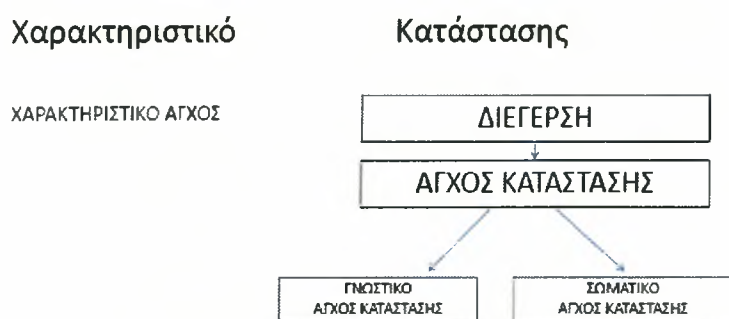 Χαρακτηριστικό Κατάστασης
ΧΑΡΑΚΤΗΡΙΣΤΙΚΟ ΑΓΧΟΣ
ΔΙΕΓΕΡΣΗ
ΑΓΧΟΣ ΚΑΤΑΣΤΑΣΗΣ
ΓΝΩΣΤΙΚΟ
ΑΓΧΟΣ ΚΑΤΑΣΤΑΣΗΣ
ΣΩΜΑΤΙΚΟ
ΑΓΧΟΣ ΚΑΤΑΣΤΑΣΗΣ